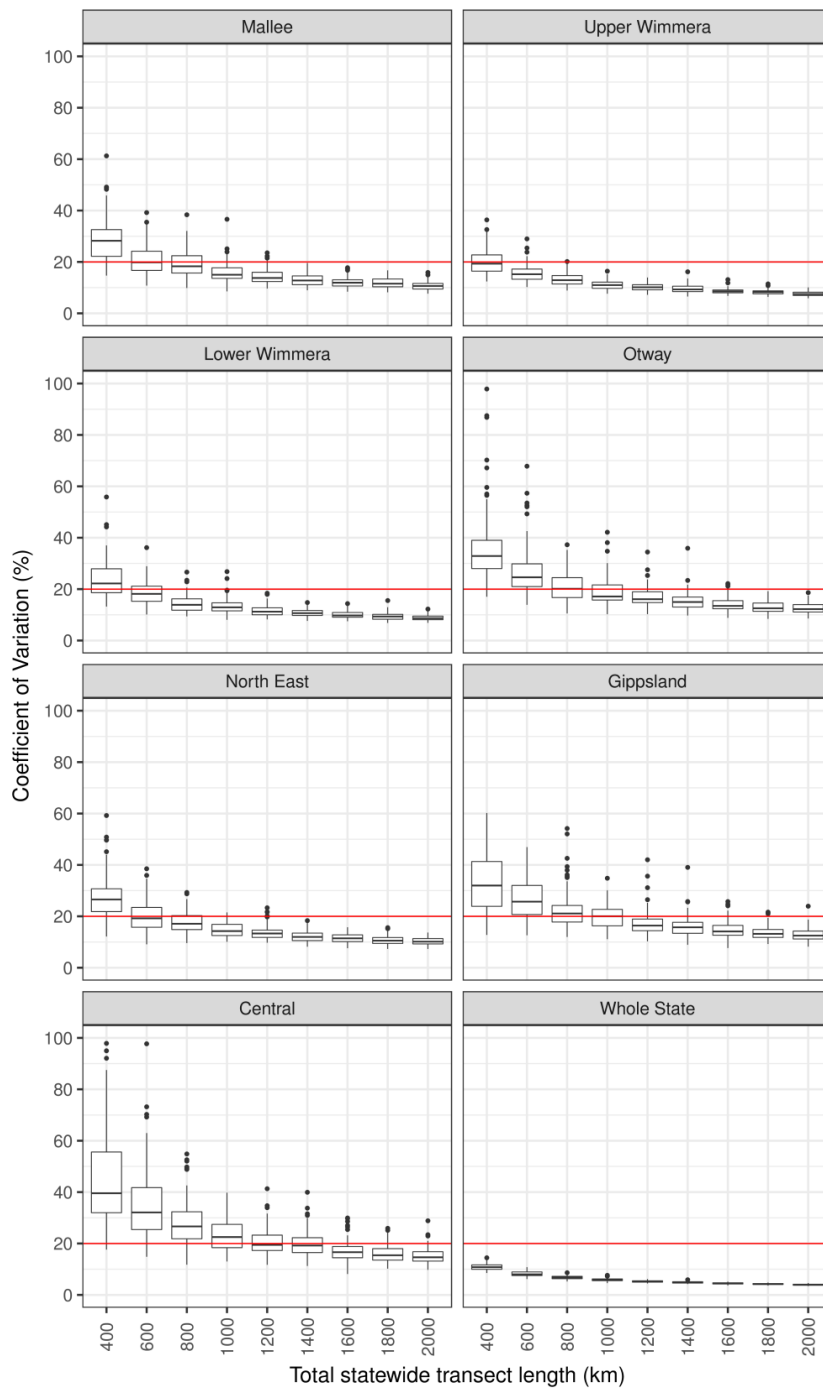 Mallee
Upper Wimmera
100
80
60
40
20
0
Lower Wimmera
Otway
100
80
60
40
20
0
North East
Gippsland
100
80
60
40
20
0
Central
Whole State
100
80
60
40
20
0
Coefficient of Variation (%)
400 600 800 1000 1200 1400 1600 1800 2000
400 600 800 1000 1200 1400 1600 1800 2000
Total statewide transect length (km)